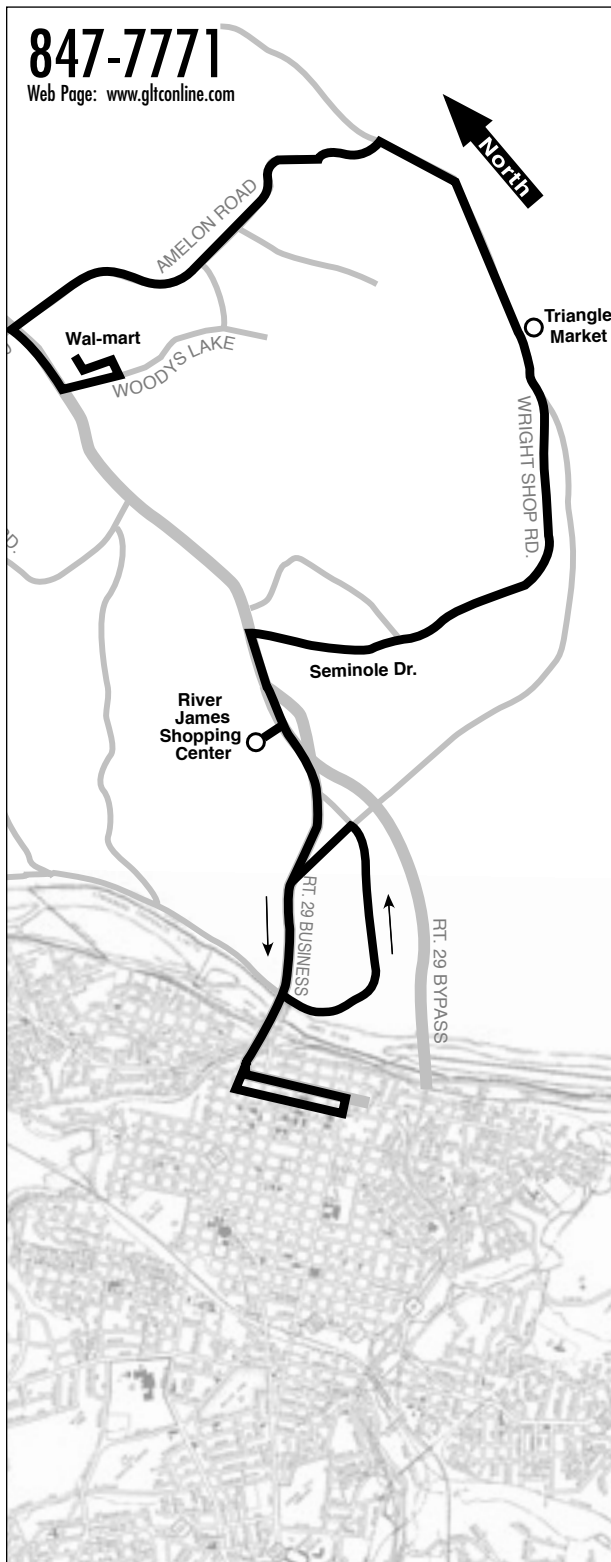 847-7771
Web Page: www.gltconline.com
North
AMELON ROAD
Triangle
Market
Wal-mart
WOODYS LAKE
WRIGHT SHOP RD.
RD.
Seminole Dr.
River
James
Shopping
Center
RT. 29 BUSINESS
RT. 29 BYPASS